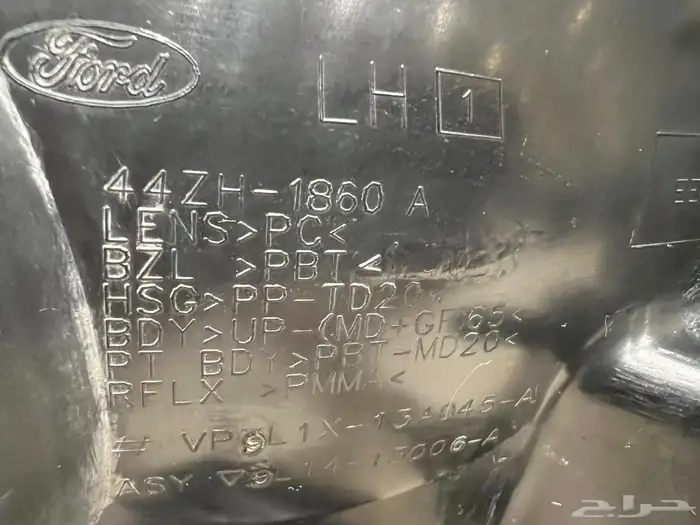 Ford
LH 1
44ZH-1860 A
LENS>PC<
BZL >PBT<
HSG>PP-TD20<
BDY>UP-(MD+GF)65<
PT BDY>PBT-MD20<
RFLX >PMMA<
ASY
حراج